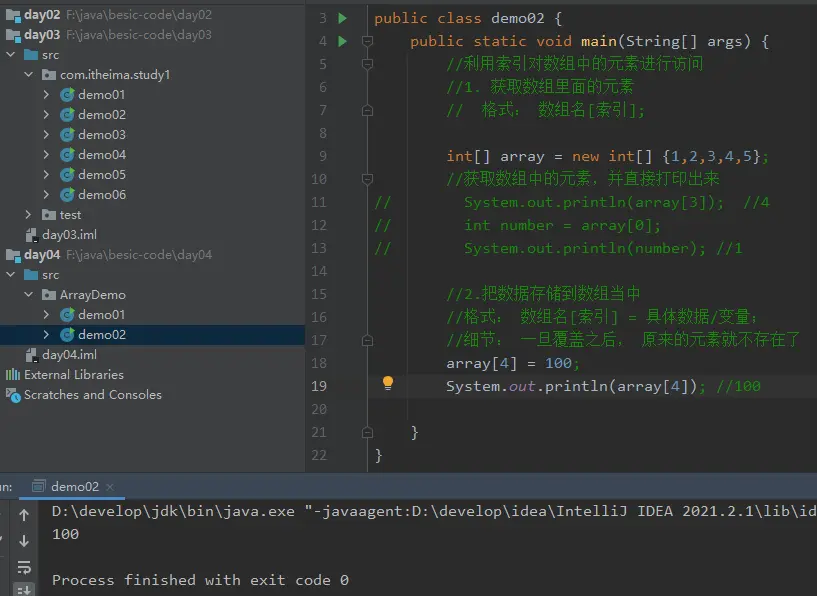 day02 F:\java\besic-code\day02
day03 F:\java\besic-code\day03
src
com.itheima.study1
demo01
demo02
demo03
demo04
demo05
demo06
test
day03.iml
day04 F:\java\besic-code\day04
src
ArrayDemo
demo01
demo02
day04.iml
External Libraries
Scratches and Consoles
3 public class demo02 {
4 public static void main(String[] args) {
5 //利用索引对数组中的元素进行访问
6 //1. 获取数组里面的元素
7 // 格式： 数组名[索引];
8
9 int[] array = new int[] {1,2,3,4,5};
10 //获取数组中的元素，并直接打印出来
11 // System.out.println(array[3]); //4
12 // int number = array[0];
13 // System.out.println(number); //1
14
15 //2.把数据存储到数组当中
16 //格式： 数组名[索引] = 具体数据/变量;
17 //细节： 一旦覆盖之后， 原来的元素就不存在了
18 array[4] = 100;
19 System.out.println(array[4]); //100
20
21 }
22 }
un: demo02
D:\develop\jdk\bin\java.exe "-javaagent:D:\develop\idea\IntelliJ IDEA 2021.2.1\lib\id
100
Process finished with exit code 0